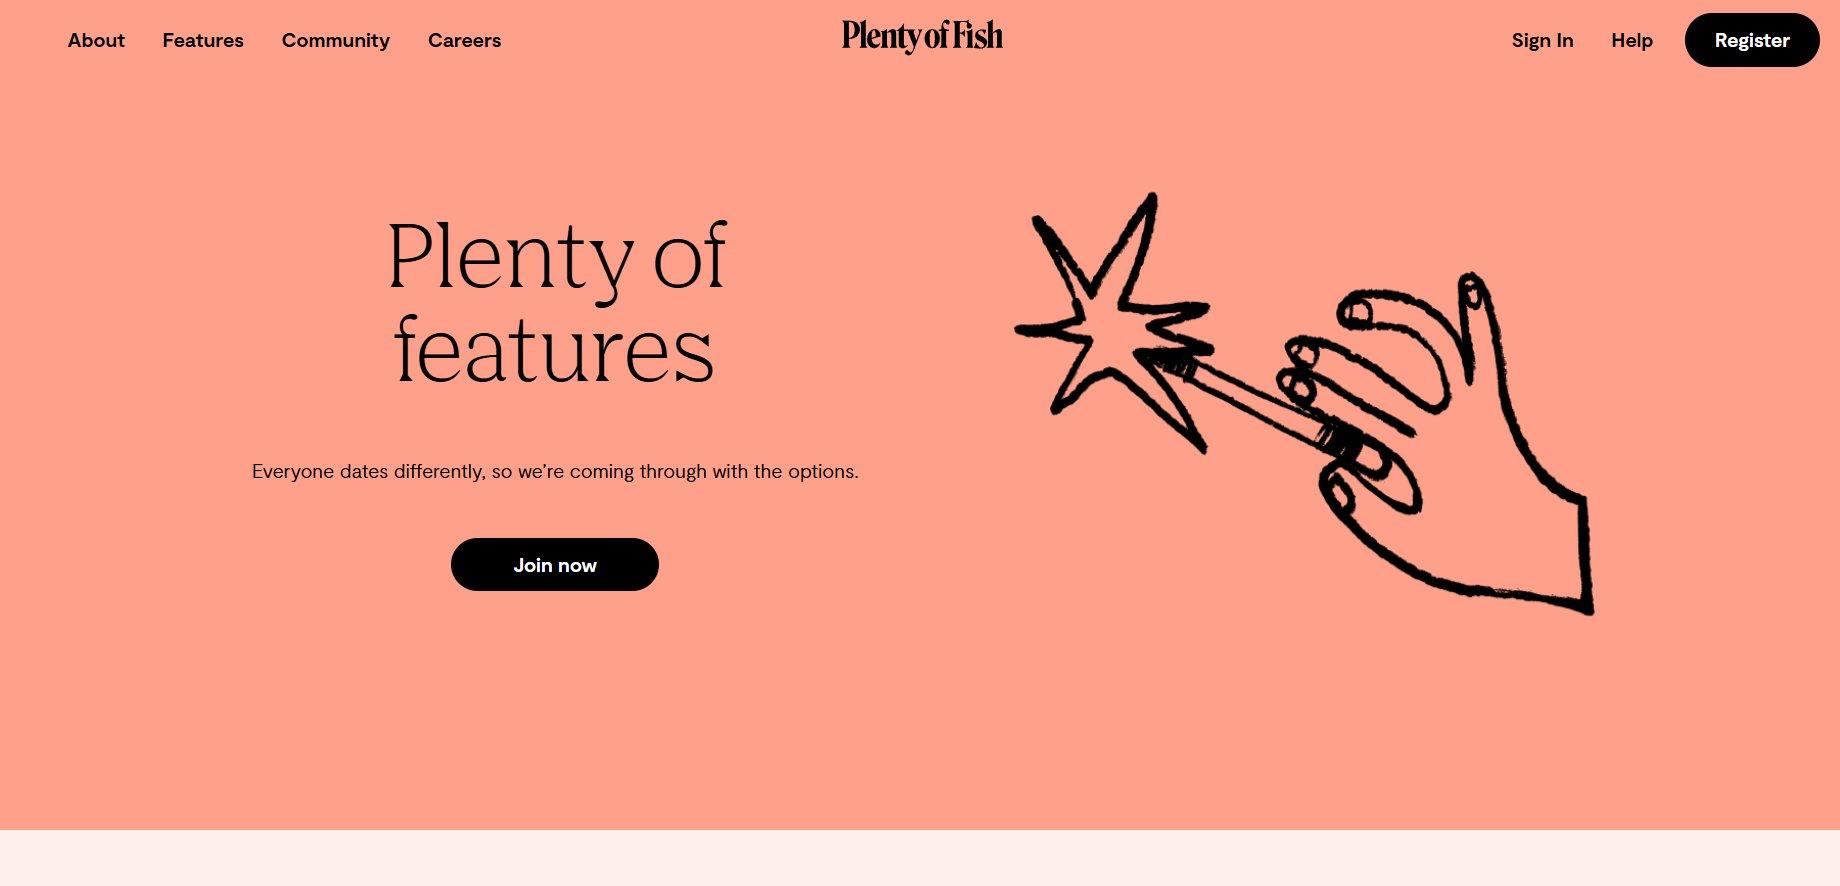 About Features Community Careers Plenty of Fish Sign In Help Register
Plenty of
features
Everyone dates differently, so we’re coming through with the options.
Join now